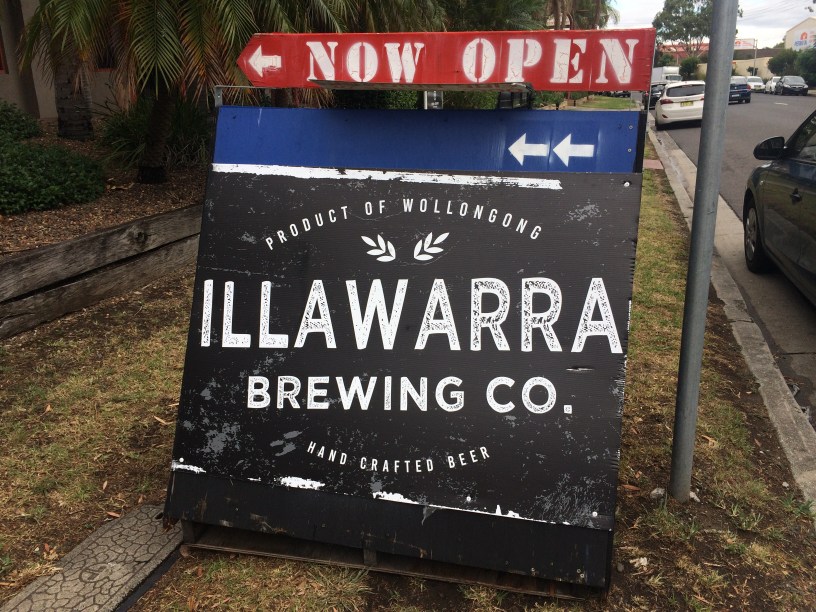 NOW OPEN
PRODUCT OF WOLLONGONG
ILLAWARRA
BREWING CO.
HAND CRAFTED BEER